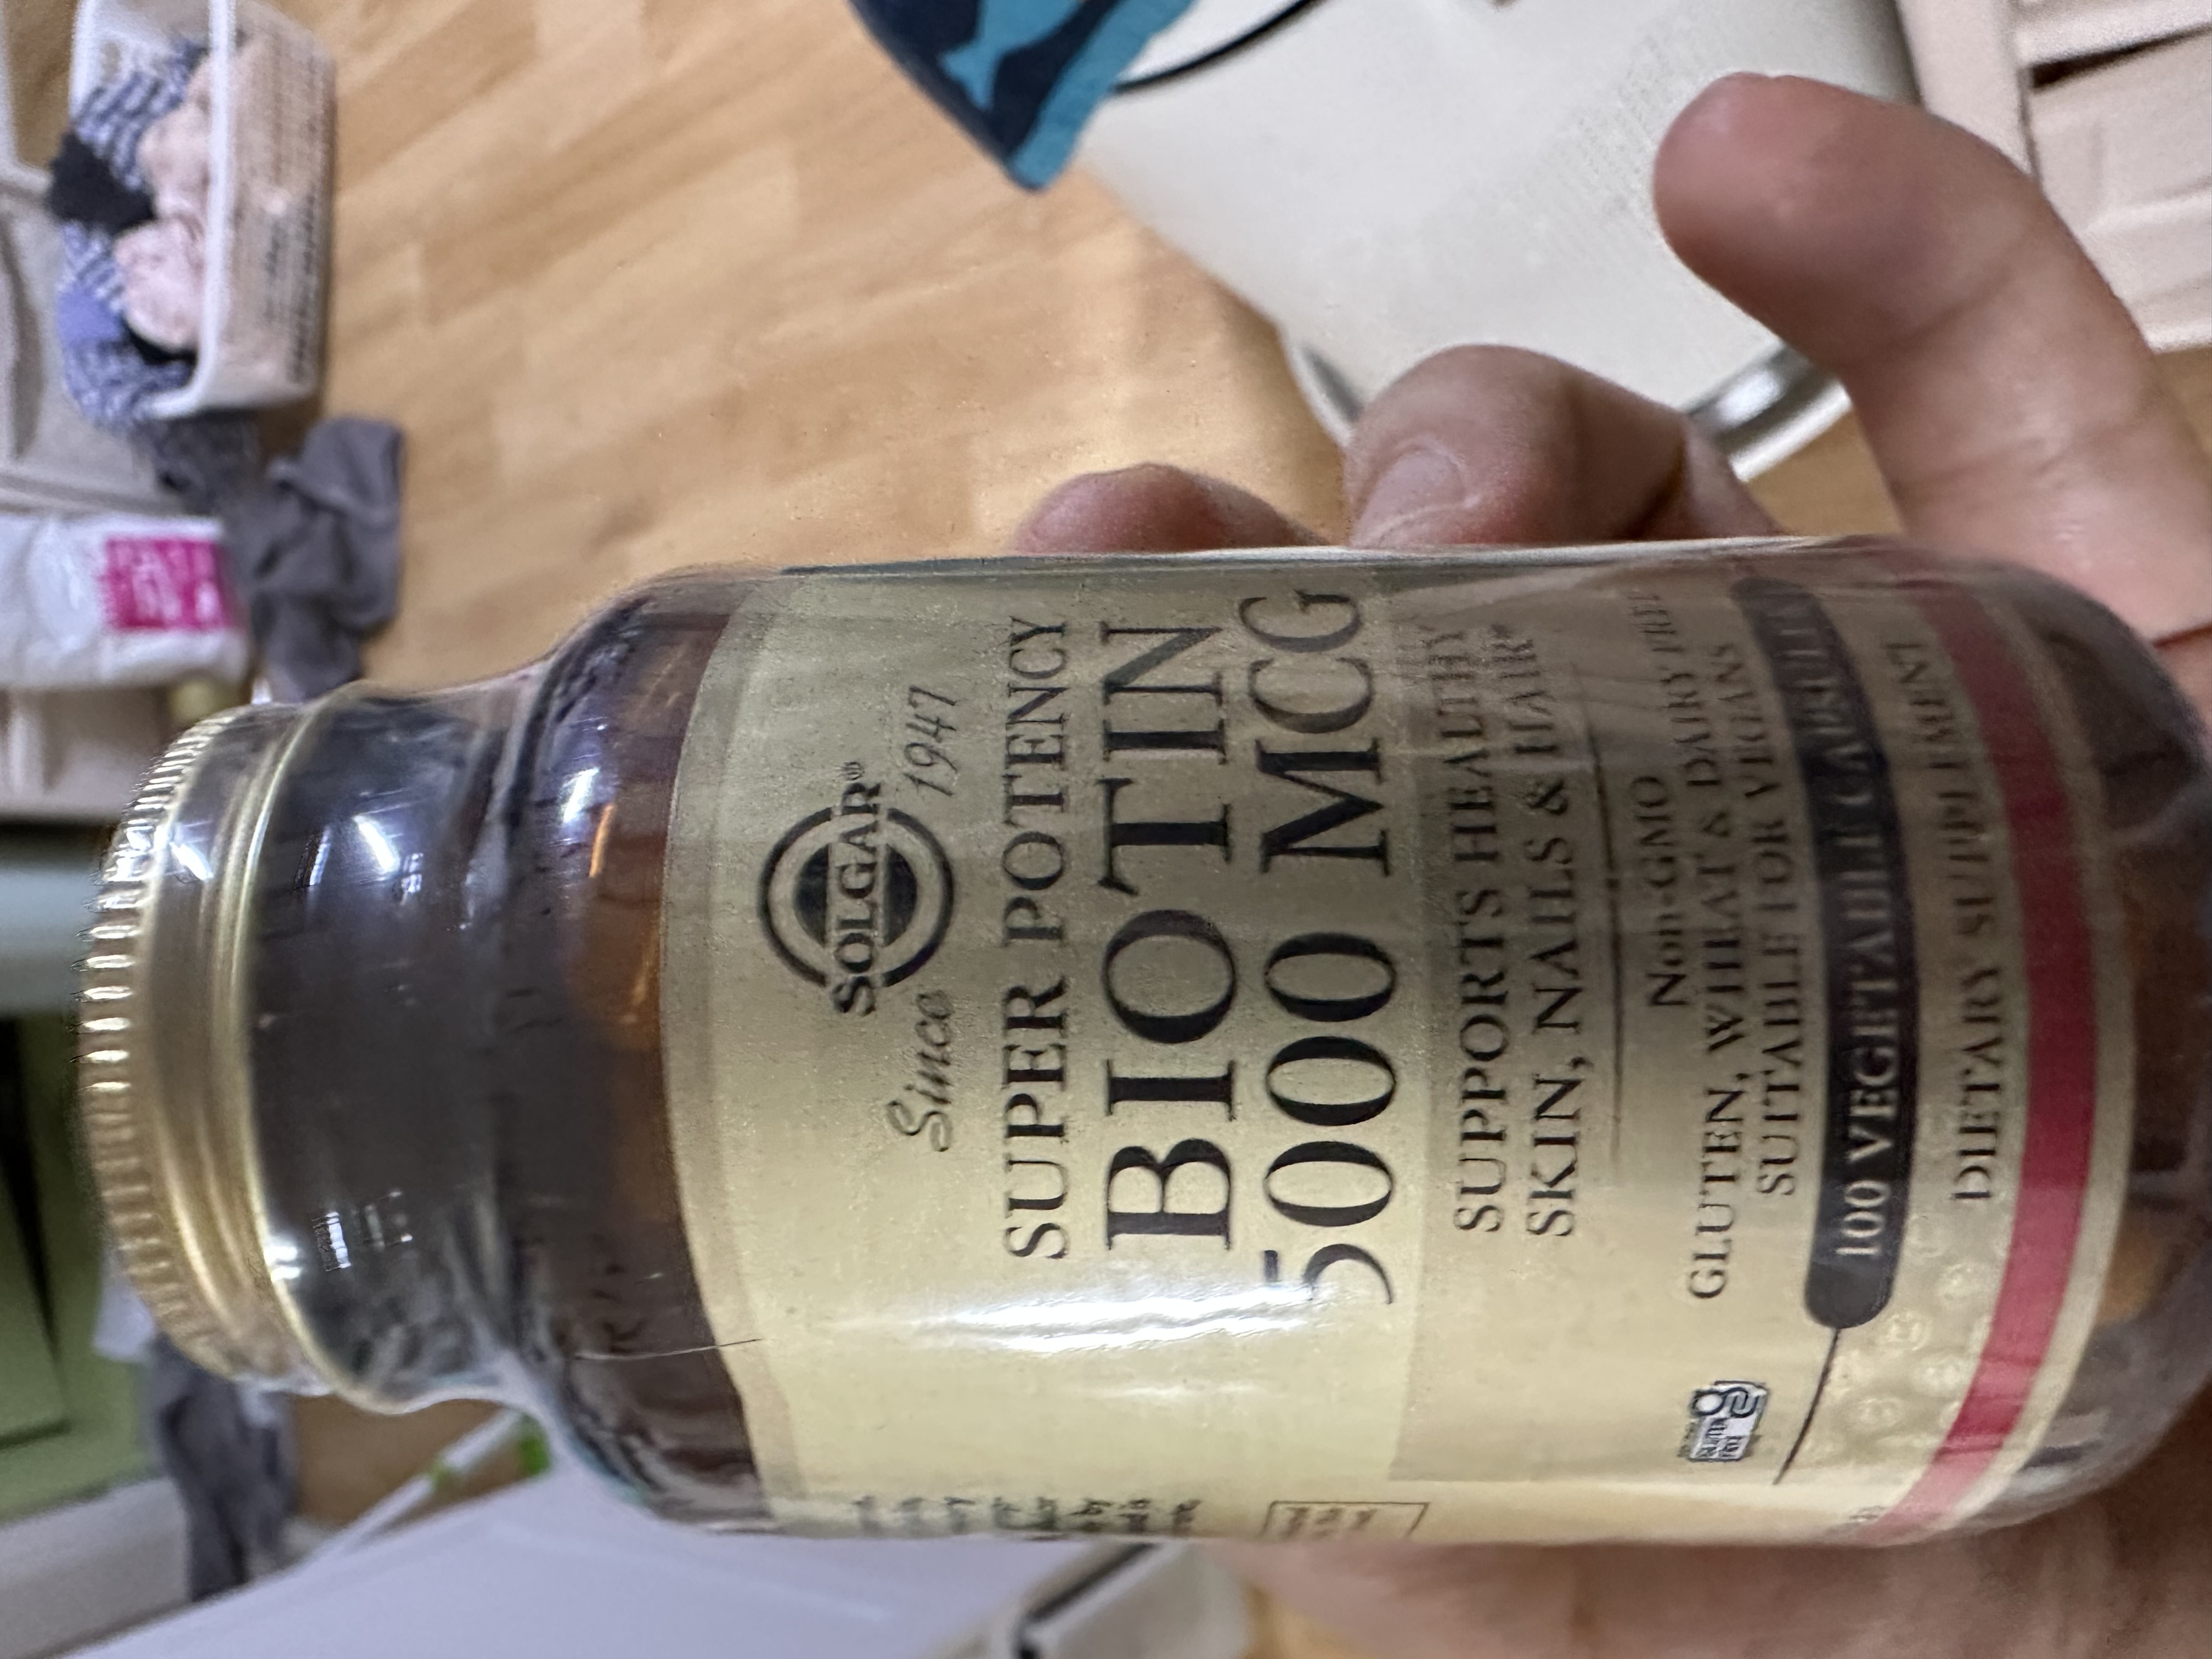 SOLGAR®
Since 1947
SUPER POTENCY
BIOTIN
5000 MCG
SUPPORTS HEALTHY
SKIN, NAILS & HAIR*
Non-GMO
GLUTEN, WHEAT & DAIRY FREE
SUITABLE FOR VEGANS
100 VEGETABLE CAPSULES
DIETARY SUPPLEMENT